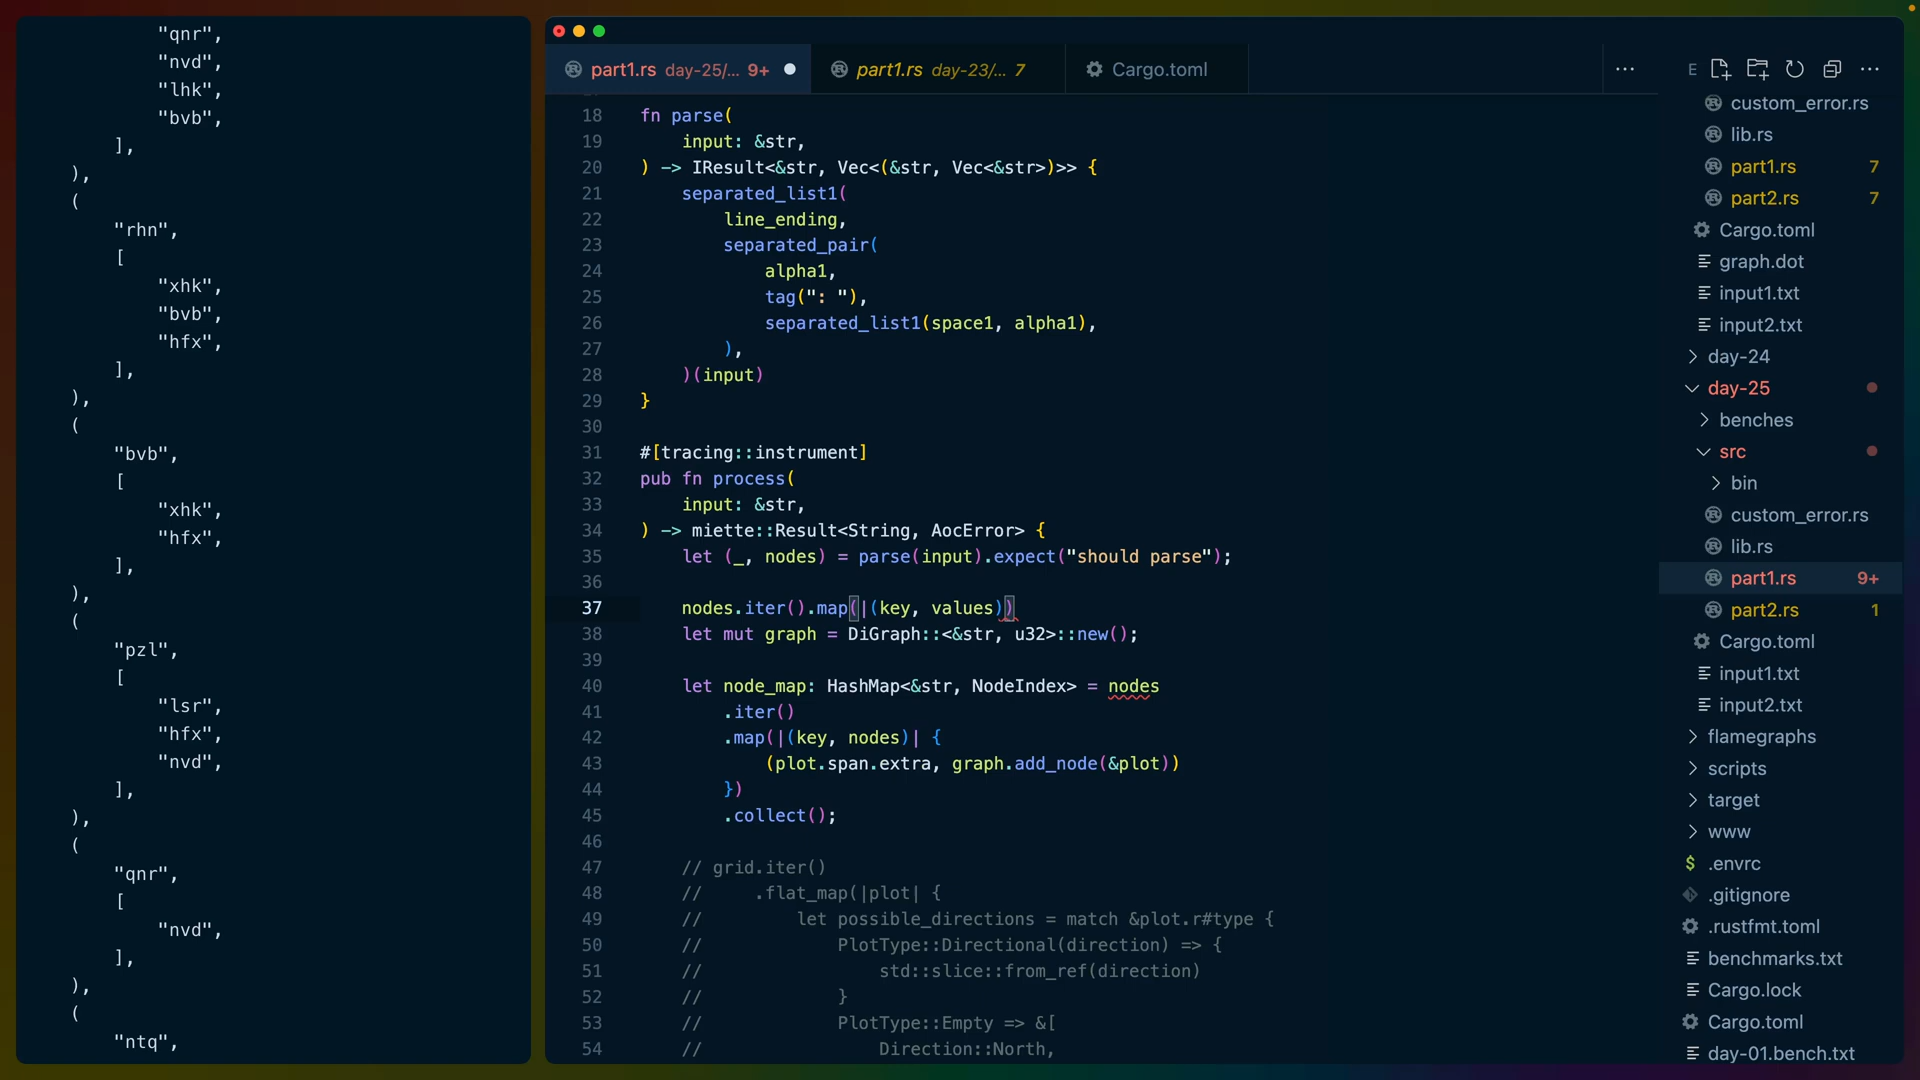 "qnr",
"nvd",
"lhk",
"bvb",
],
),
(
"rhn",
[
"xhk",
"bvb",
"hfx",
],
),
(
"bvb",
[
"xhk",
"hfx",
],
),
(
"pzl",
[
"lsr",
"hfx",
"nvd",
],
),
(
"qnr",
[
"nvd",
],
),
(
"ntq",
part1.rs day-25/... 9+
part1.rs day-23/... 7
Cargo.toml
18 fn parse(
19 input: &str,
20 ) -> IResult<&str, Vec<(&str, Vec<&str>)>> {
21 separated_list1(
22 line_ending,
23 separated_pair(
24 alpha1,
25 tag(": "),
26 separated_list1(space1, alpha1),
27 ),
28 )(input)
29 }
30
31 #[tracing::instrument]
32 pub fn process(
33 input: &str,
34 ) -> miette::Result<String, AocError> {
35 let (_, nodes) = parse(input).expect("should parse");
36
37 nodes.iter().map(|(key, values))
38 let mut graph = DiGraph::<&str, u32>::new();
39
40 let node_map: HashMap<&str, NodeIndex> = nodes
41 .iter()
42 .map(|(key, nodes)| {
43 (plot.span.extra, graph.add_node(&plot))
44 })
45 .collect();
46
47 // grid.iter()
48 // .flat_map(|plot| {
49 // let possible_directions = match &plot.r#type {
50 // PlotType::Directional(direction) => {
51 // std::slice::from_ref(direction)
52 // }
53 // PlotType::Empty => &[
54 // Direction::North,
E
custom_error.rs
lib.rs
part1.rs 7
part2.rs 7
Cargo.toml
graph.dot
input1.txt
input2.txt
day-24
day-25
benches
src
bin
custom_error.rs
lib.rs
part1.rs 9+
part2.rs 1
Cargo.toml
input1.txt
input2.txt
flamegraphs
scripts
target
www
.envrc
.gitignore
.rustfmt.toml
benchmarks.txt
Cargo.lock
Cargo.toml
day-01.bench.txt